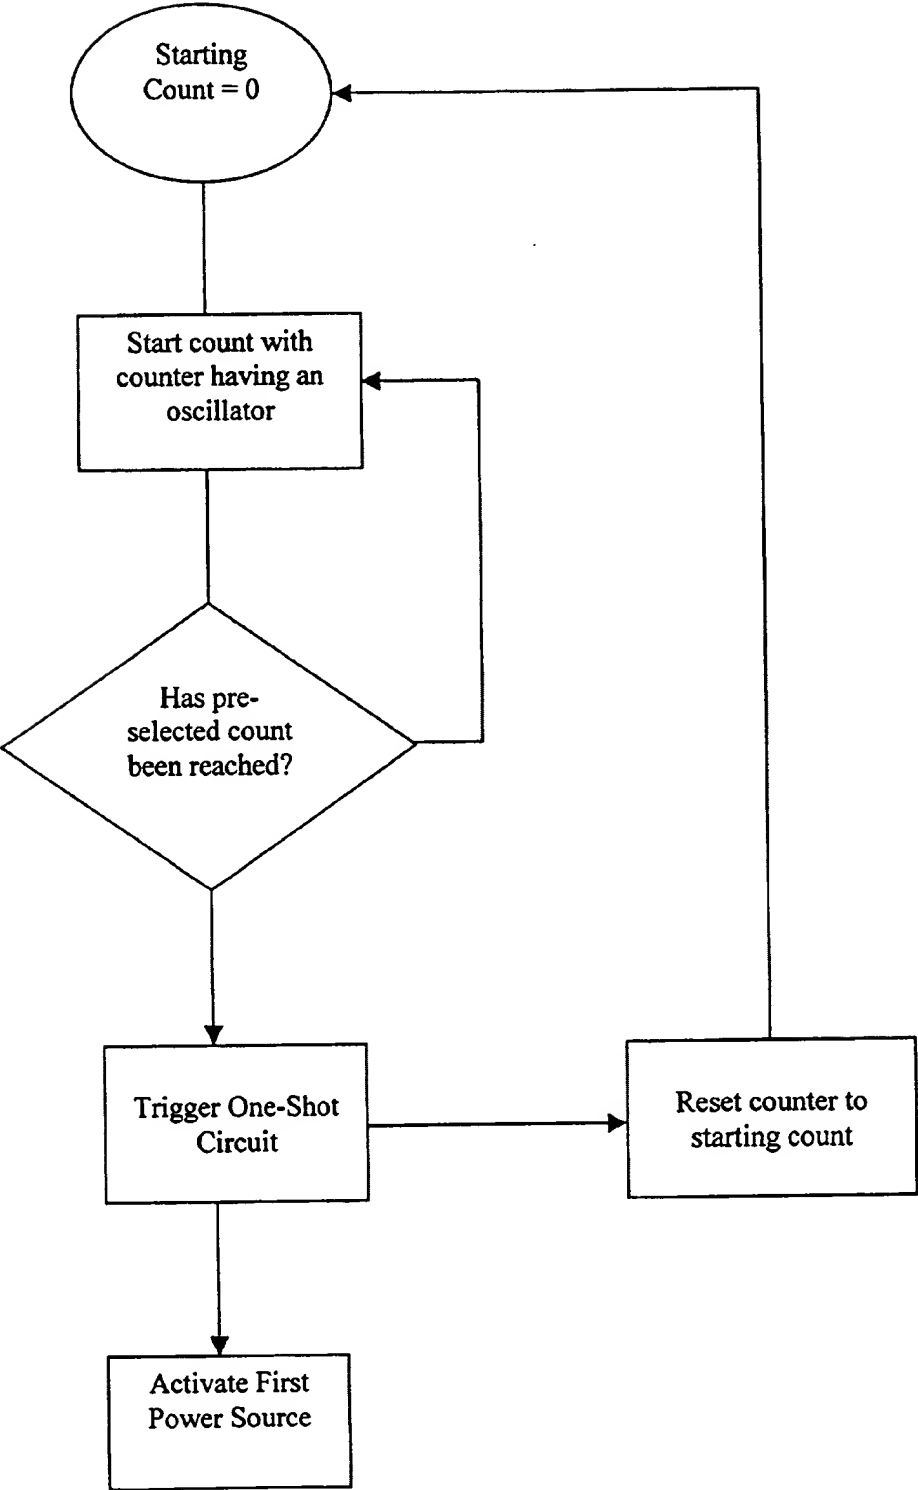 Starting
Count = 0
Start count with
counter having an
oscillator
Has pre-
selected count
been reached?
Trigger One-Shot
Circuit
Reset counter to
starting count
Activate First
Power Source